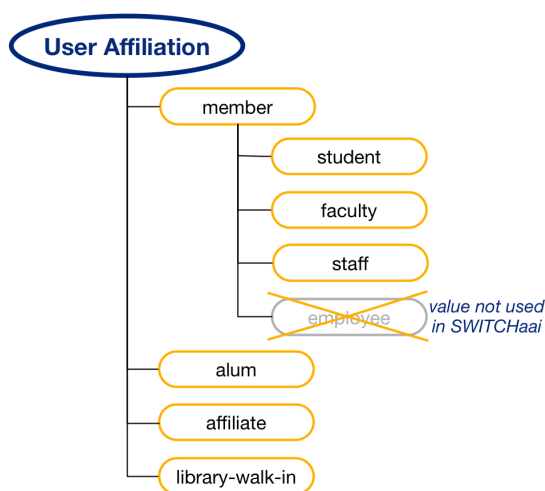 User Affiliation
member
student
faculty
staff
employee
value not used
in SWITCHaai
alum
affiliate
library-walk-in